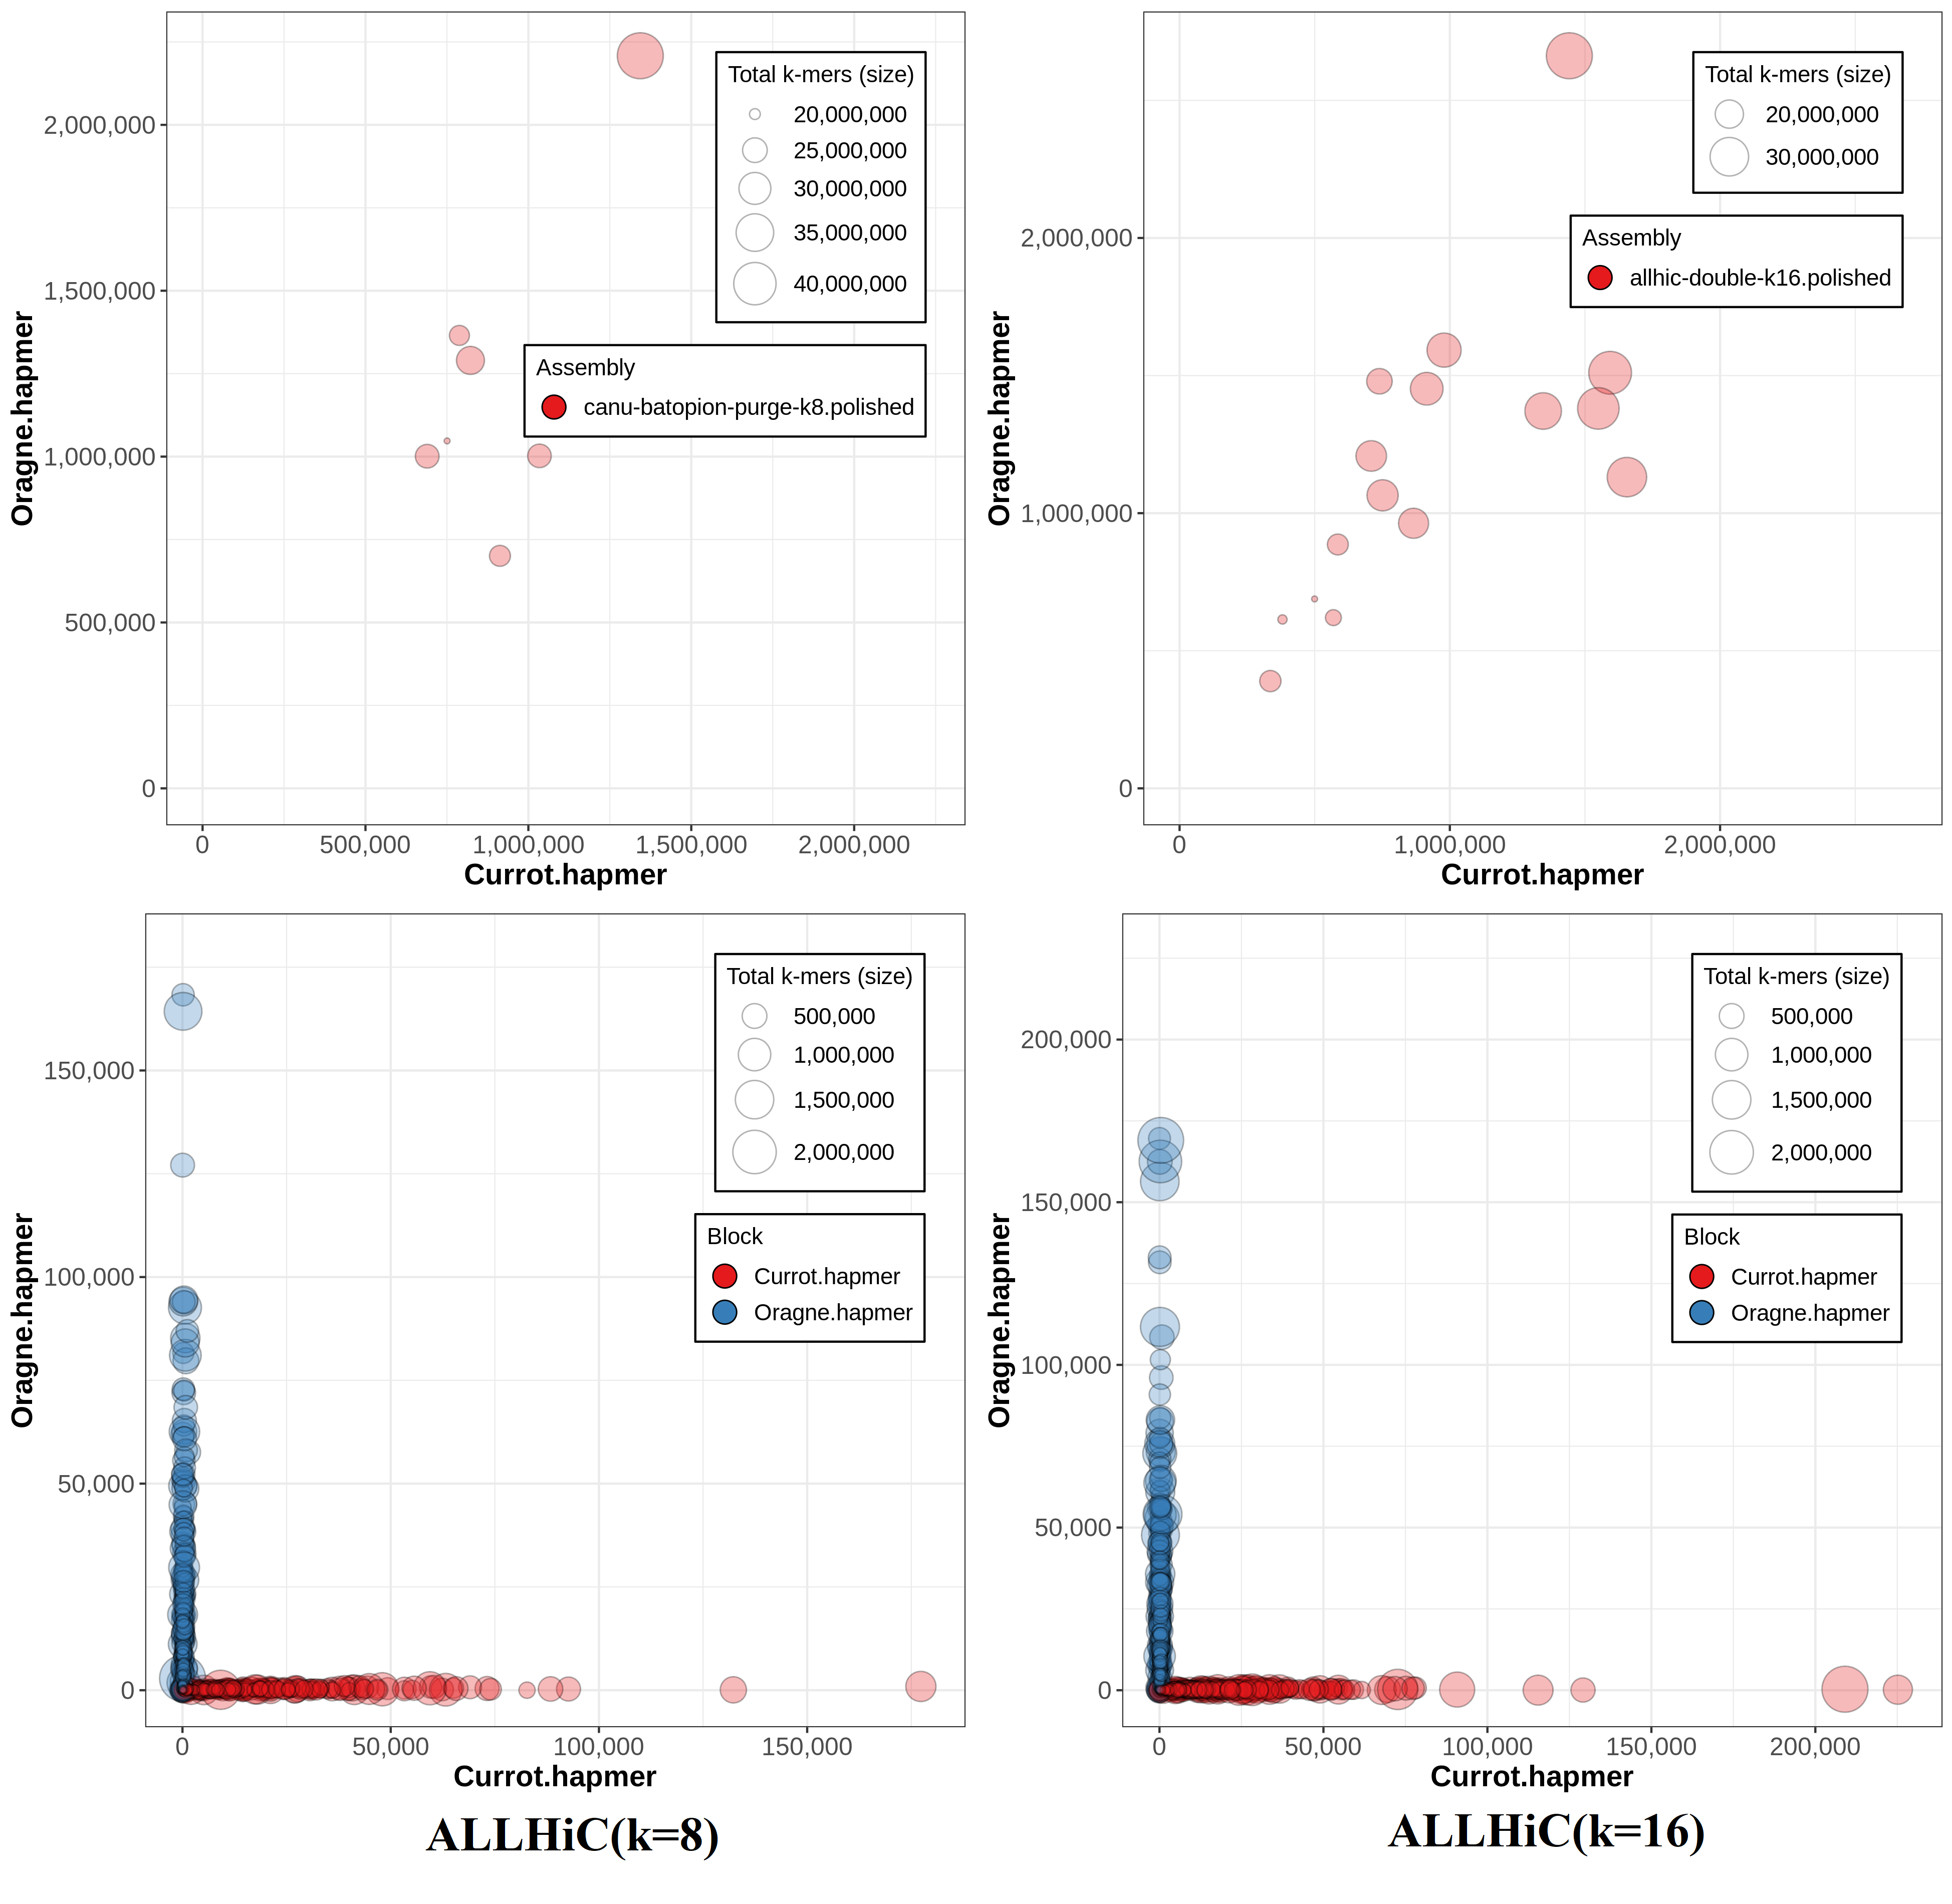 Total k-mers (size)
20,000,000
25,000,000
30,000,000
35,000,000
40,000,000
Assembly
canu-batopion-purge-k8.polished
2,000,000
1,500,000
1,000,000
500,000
0
Oragne.hapmer
0
500,000
1,000,000
1,500,000
2,000,000
Currot.hapmer
Total k-mers (size)
20,000,000
30,000,000
Assembly
allhic-double-k16.polished
2,000,000
1,000,000
0
Oragne.hapmer
0
1,000,000
2,000,000
Currot.hapmer
Total k-mers (size)
500,000
1,000,000
1,500,000
2,000,000
Block
Currot.hapmer
Oragne.hapmer
150,000
100,000
50,000
0
Oragne.hapmer
0
50,000
100,000
150,000
Currot.hapmer
ALLHiC(k=8)
Total k-mers (size)
500,000
1,000,000
1,500,000
2,000,000
Block
Currot.hapmer
Oragne.hapmer
200,000
150,000
100,000
50,000
0
Oragne.hapmer
0
50,000
100,000
150,000
200,000
Currot.hapmer
ALLHiC(k=16)